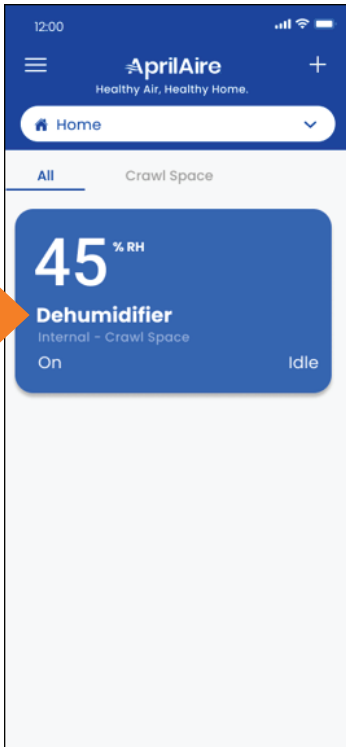 12:00
AprilAire
Healthy Air, Healthy Home.
Home
All Crawl Space
45 % RH
Dehumidifier
Internal - Crawl Space
On Idle